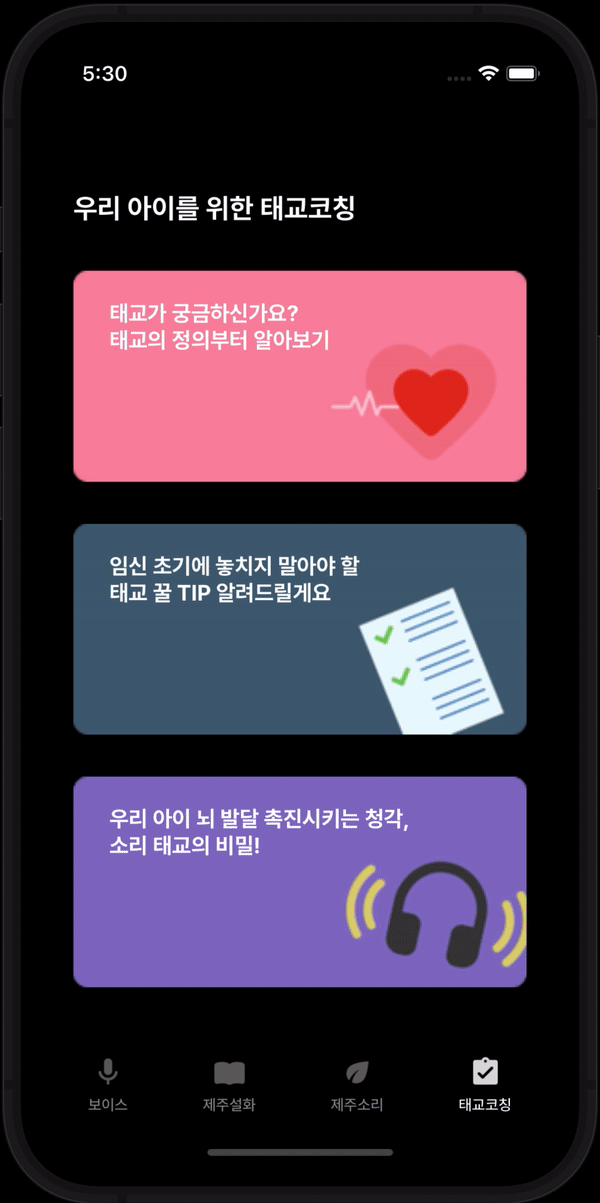 5:30
우리 아이를 위한 태교코칭
태교가 궁금하신가요?
태교의 정의부터 알아보기
임신 초기에 놓치지 말아야 할
태교 꿀 TIP 알려드릴게요
우리 아이 뇌 발달 촉진시키는 청각,
소리 태교의 비밀!
보이스
제주설화
제주소리
태교코칭